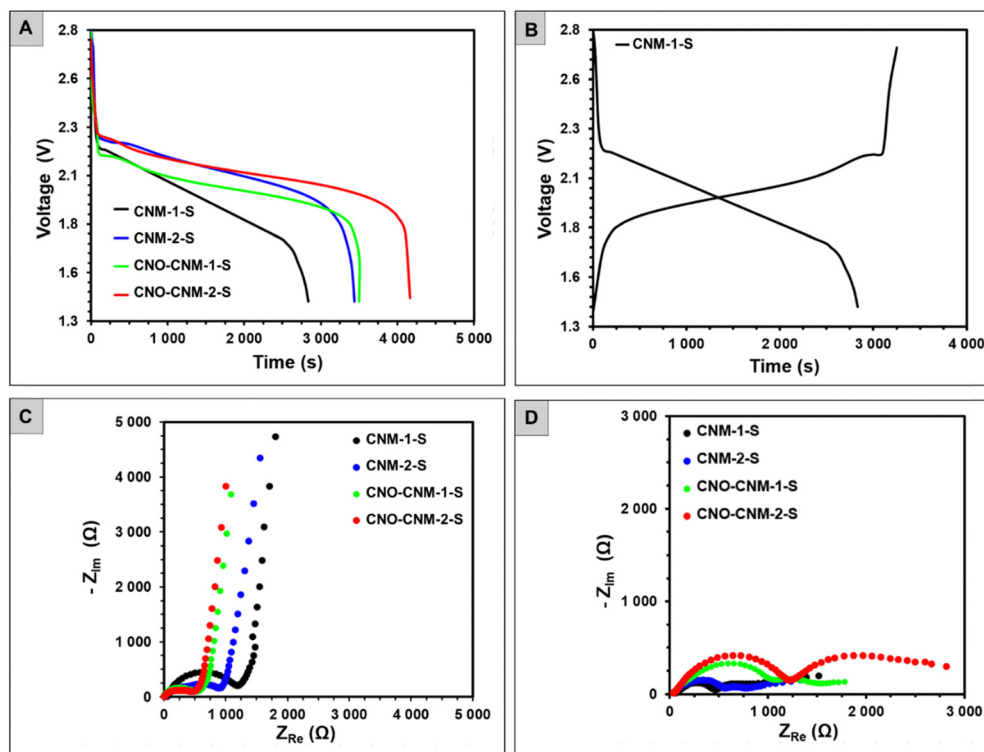 A
2.8
2.6
2.3
2.1
1.8
1.6
1.3
Voltage (V)
CNM-1-S
CNM-2-S
CNO-CNM-1-S
CNO-CNM-2-S
0
1 000
2 000
3 000
4 000
5 000
Time (s)
B
2.8
2.6
2.3
2.1
1.8
1.6
1.3
Voltage (V)
CNM-1-S
0
1 000
2 000
3 000
4 000
Time (s)
C
5 000
4 000
3 000
2 000
1 000
0
- ZIm (Ω)
CNM-1-S
CNM-2-S
CNO-CNM-1-S
CNO-CNM-2-S
0
1 000
2 000
3 000
4 000
5 000
ZRe (Ω)
D
3 000
2 000
1 000
0
- ZIm (Ω)
CNM-1-S
CNM-2-S
CNO-CNM-1-S
CNO-CNM-2-S
0
1 000
2 000
3 000
ZRe (Ω)